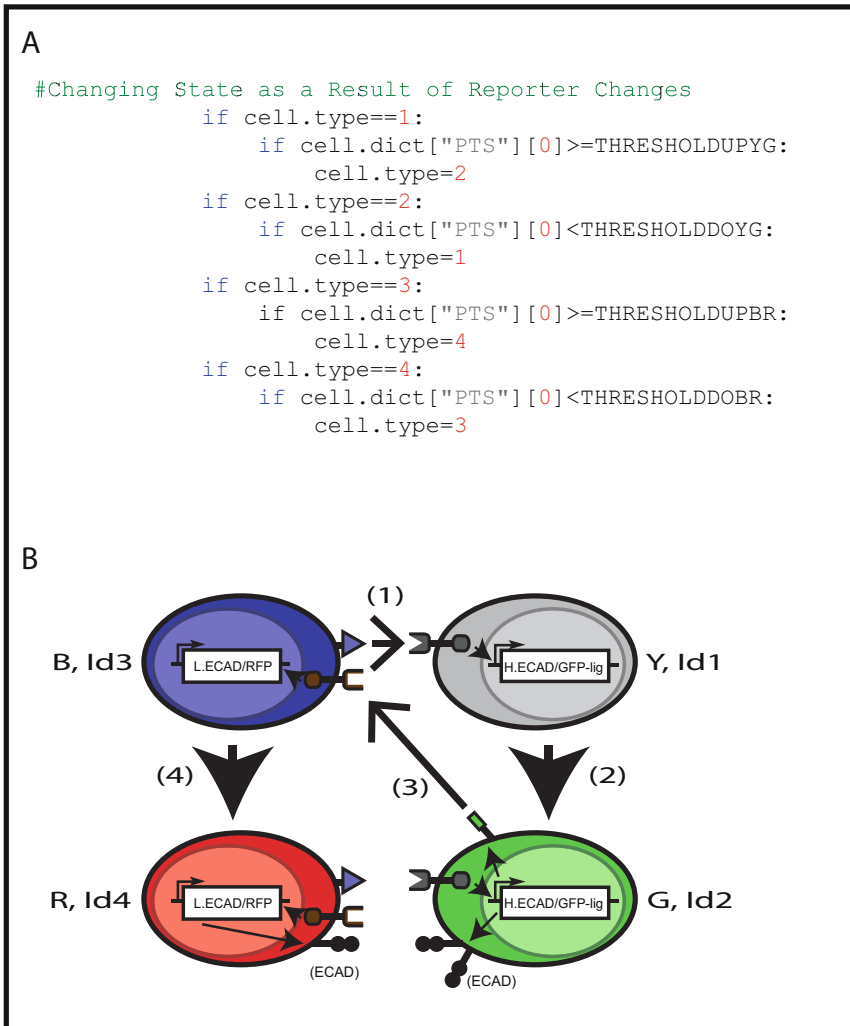 A
#Changing State as a Result of Reporter Changes
if cell.type==1:
if cell.dict["PTS"][0]>=THRESHOLDUPYG:
cell.type=2
if cell.type==2:
if cell.dict["PTS"][0]<THRESHOLDDOYG:
cell.type=1
if cell.type==3:
if cell.dict["PTS"][0]>=THRESHOLDUPBR:
cell.type=4
if cell.type==4:
if cell.dict["PTS"][0]<THRESHOLDDOBR:
cell.type=3
B
(1)
B, Id3
L.ECAD/RFP
H.ECAD/GFP-lig
Y, Id1
(4)
(3)
(2)
R, Id4
L.ECAD/RFP
H.ECAD/GFP-lig
G, Id2
(ECAD)
(ECAD)